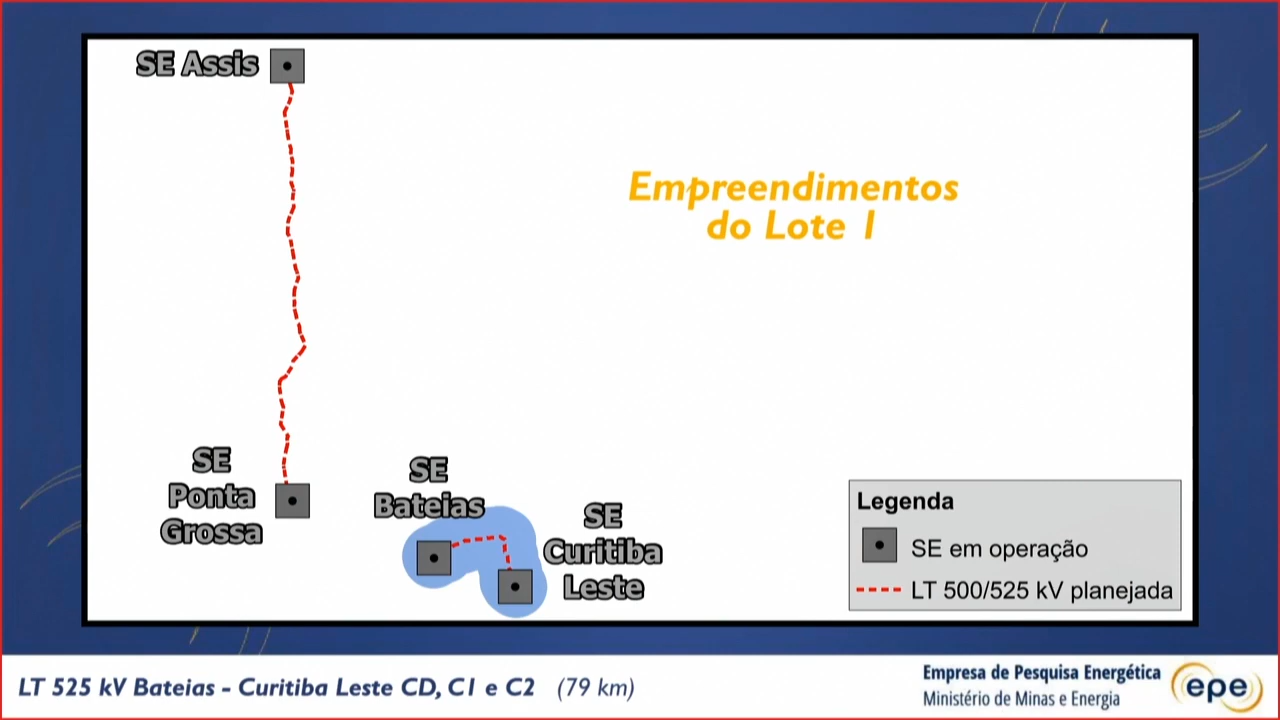 SE Assis
Empreendimentos
do Lote 1
SE
Ponta
Grossa
SE
Bateias
SE
Curitiba
Leste
Legenda
SE em operação
LT 500/525 kV planejada
LT 525 kV Bateias - Curitiba Leste CD, C1 e C2 (79 km)
Empresa de Pesquisa Energética
Ministério de Minas e Energia
epe